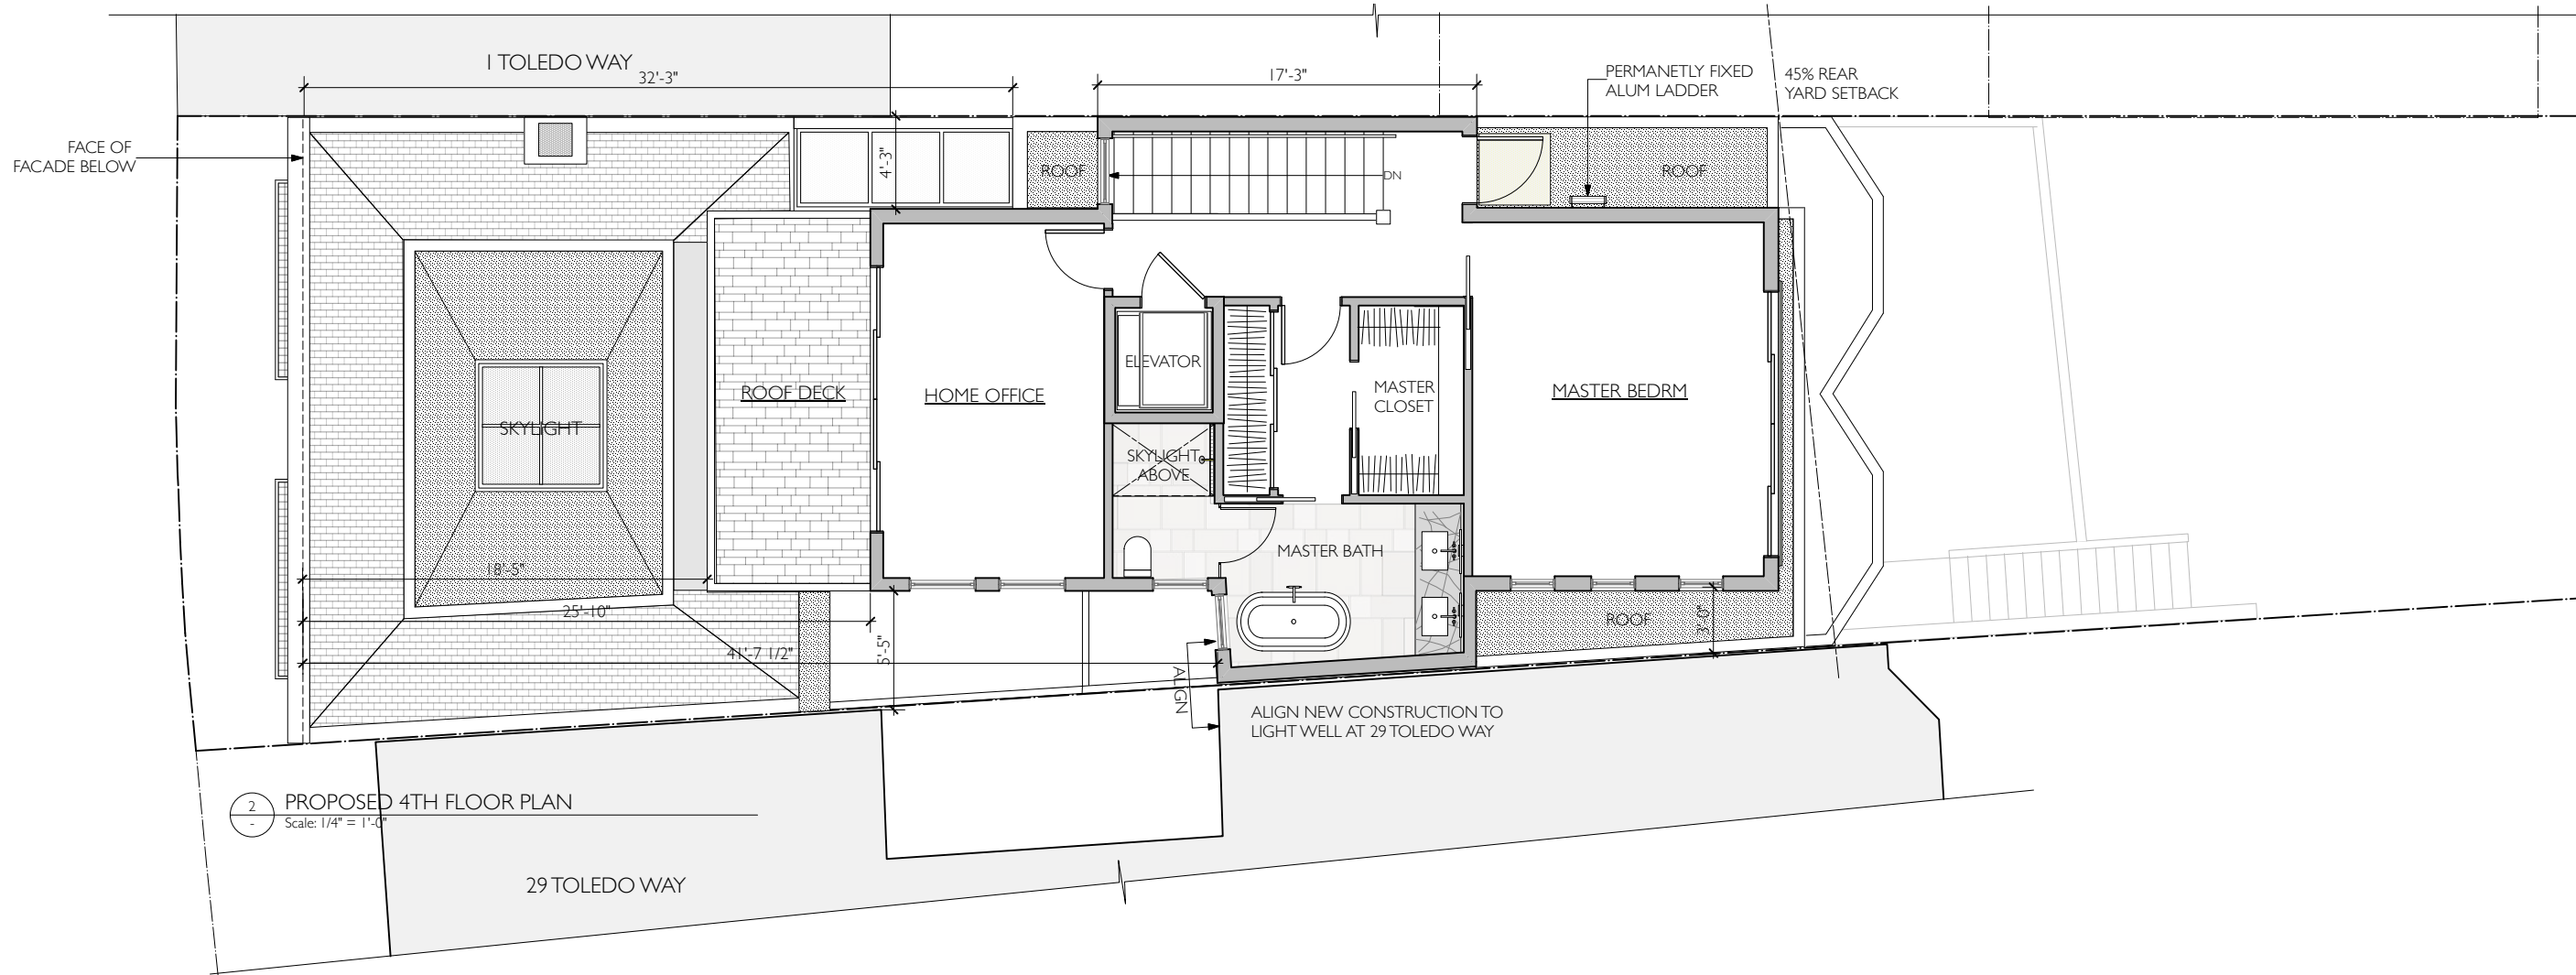 1 TOLEDO WAY
32'-3"
17'-3"
PERMANETLY FIXED
ALUM LADDER
45% REAR
YARD SETBACK
FACE OF
FACADE BELOW
4'-3"
ROOF
DN
ROOF
ELEVATOR
ROOF DECK
HOME OFFICE
MASTER
CLOSET
MASTER BEDRM
SKYLIGHT
SKYLIGHT
ABOVE
MASTER BATH
18'-5"
25'-10"
41'-7 1/2"
5'-5"
ROOF
3'-0"
ALIGN
ALIGN NEW CONSTRUCTION TO
LIGHT WELL AT 29 TOLEDO WAY
2
-
PROPOSED 4TH FLOOR PLAN
Scale: 1/4" = 1'-0"
29 TOLEDO WAY